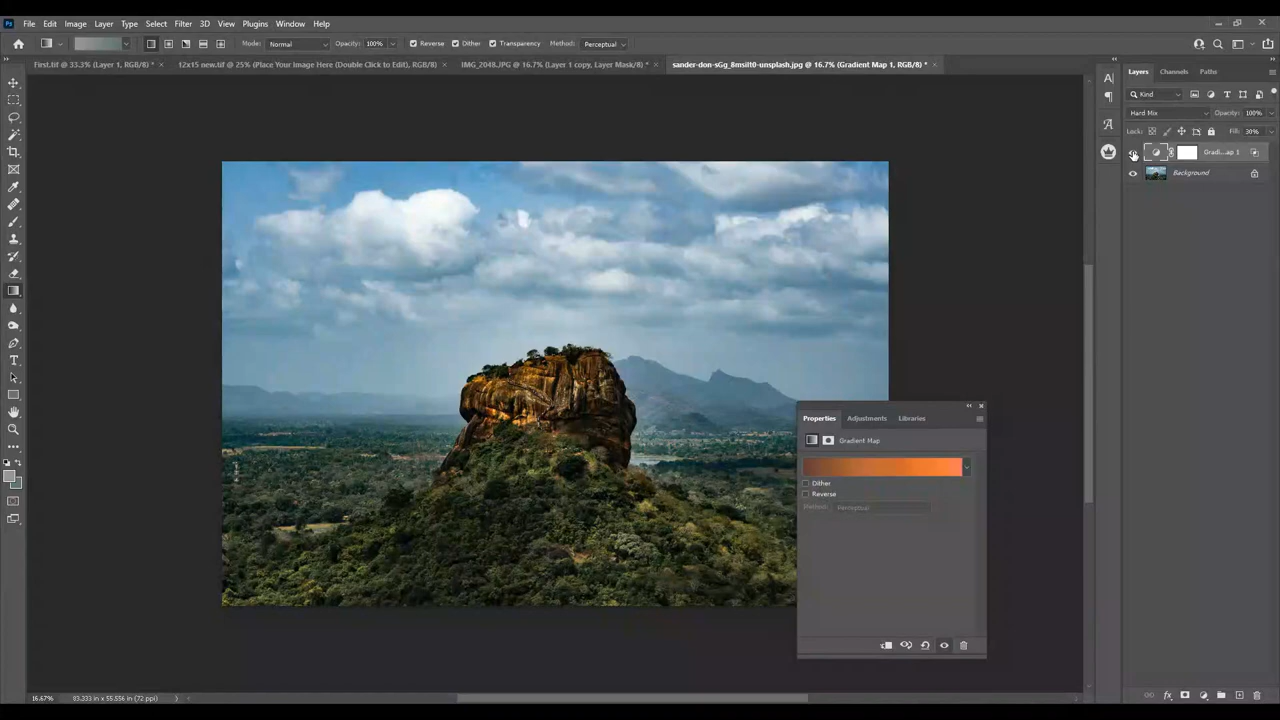 Ps File Edit Image Layer Type Select Filter 3D View Plugins Window Help
Mode: Normal Opacity: 100% Reverse Dither Transparency Method: Perceptual
First.tif @ 33.3% (Layer 1, RGB/8) * × 12x15 new.tif @ 25% (Place Your Image Here (Double Click to Edit), RGB/8) × IMG_2048.JPG @ 16.7% (Layer 1 copy, Layer Mask/8) * × sander-don-sGg_8msilt0-unsplash.jpg @ 16.7% (Gradient Map 1, RGB/8) * ×
Layers Channels Paths
Kind
Hard Mix Opacity: 100%
Lock: Fill: 30%
Gradi...ap 1
Background
Properties Adjustments Libraries
Gradient Map
Dither
Reverse
Method: Perceptual
16.67% 83.333 in x 55.556 in (72 ppi)